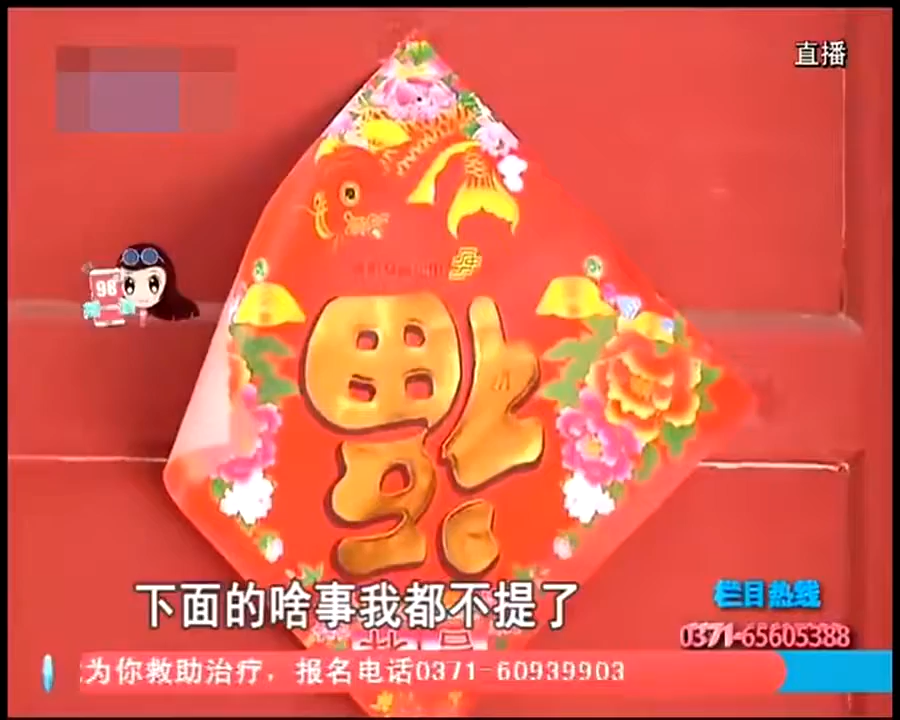 直播
98
福
下面的啥事我都不提了
栏目热线
0371-65605388
为你救助治疗，报名电话0371-60939903